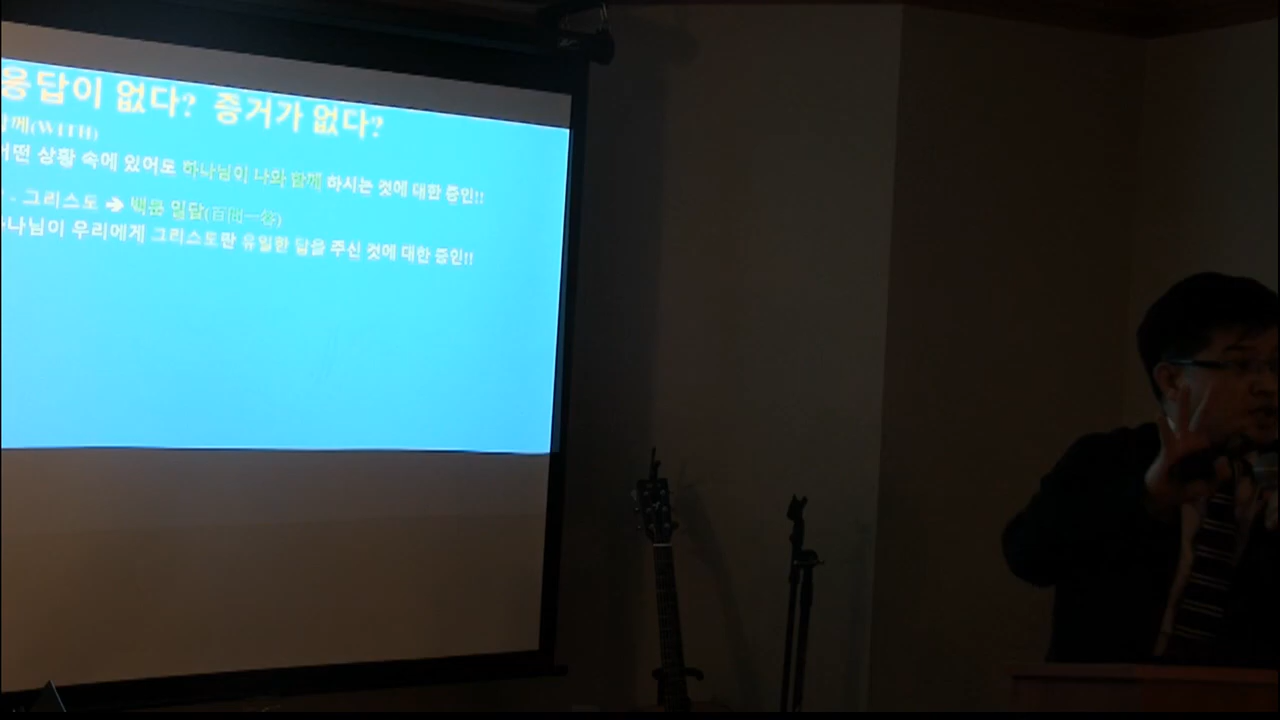 응답이 없다? 증거가 없다?
함께(WITH)
어떤 상황 속에 있어도 하나님이 나와 함께 하시는 것에 대한 증인!!
- 그리스도 → 백문 일답(百問一答)
하나님이 우리에게 그리스도란 유일한 답을 주신 것에 대한 증인!!